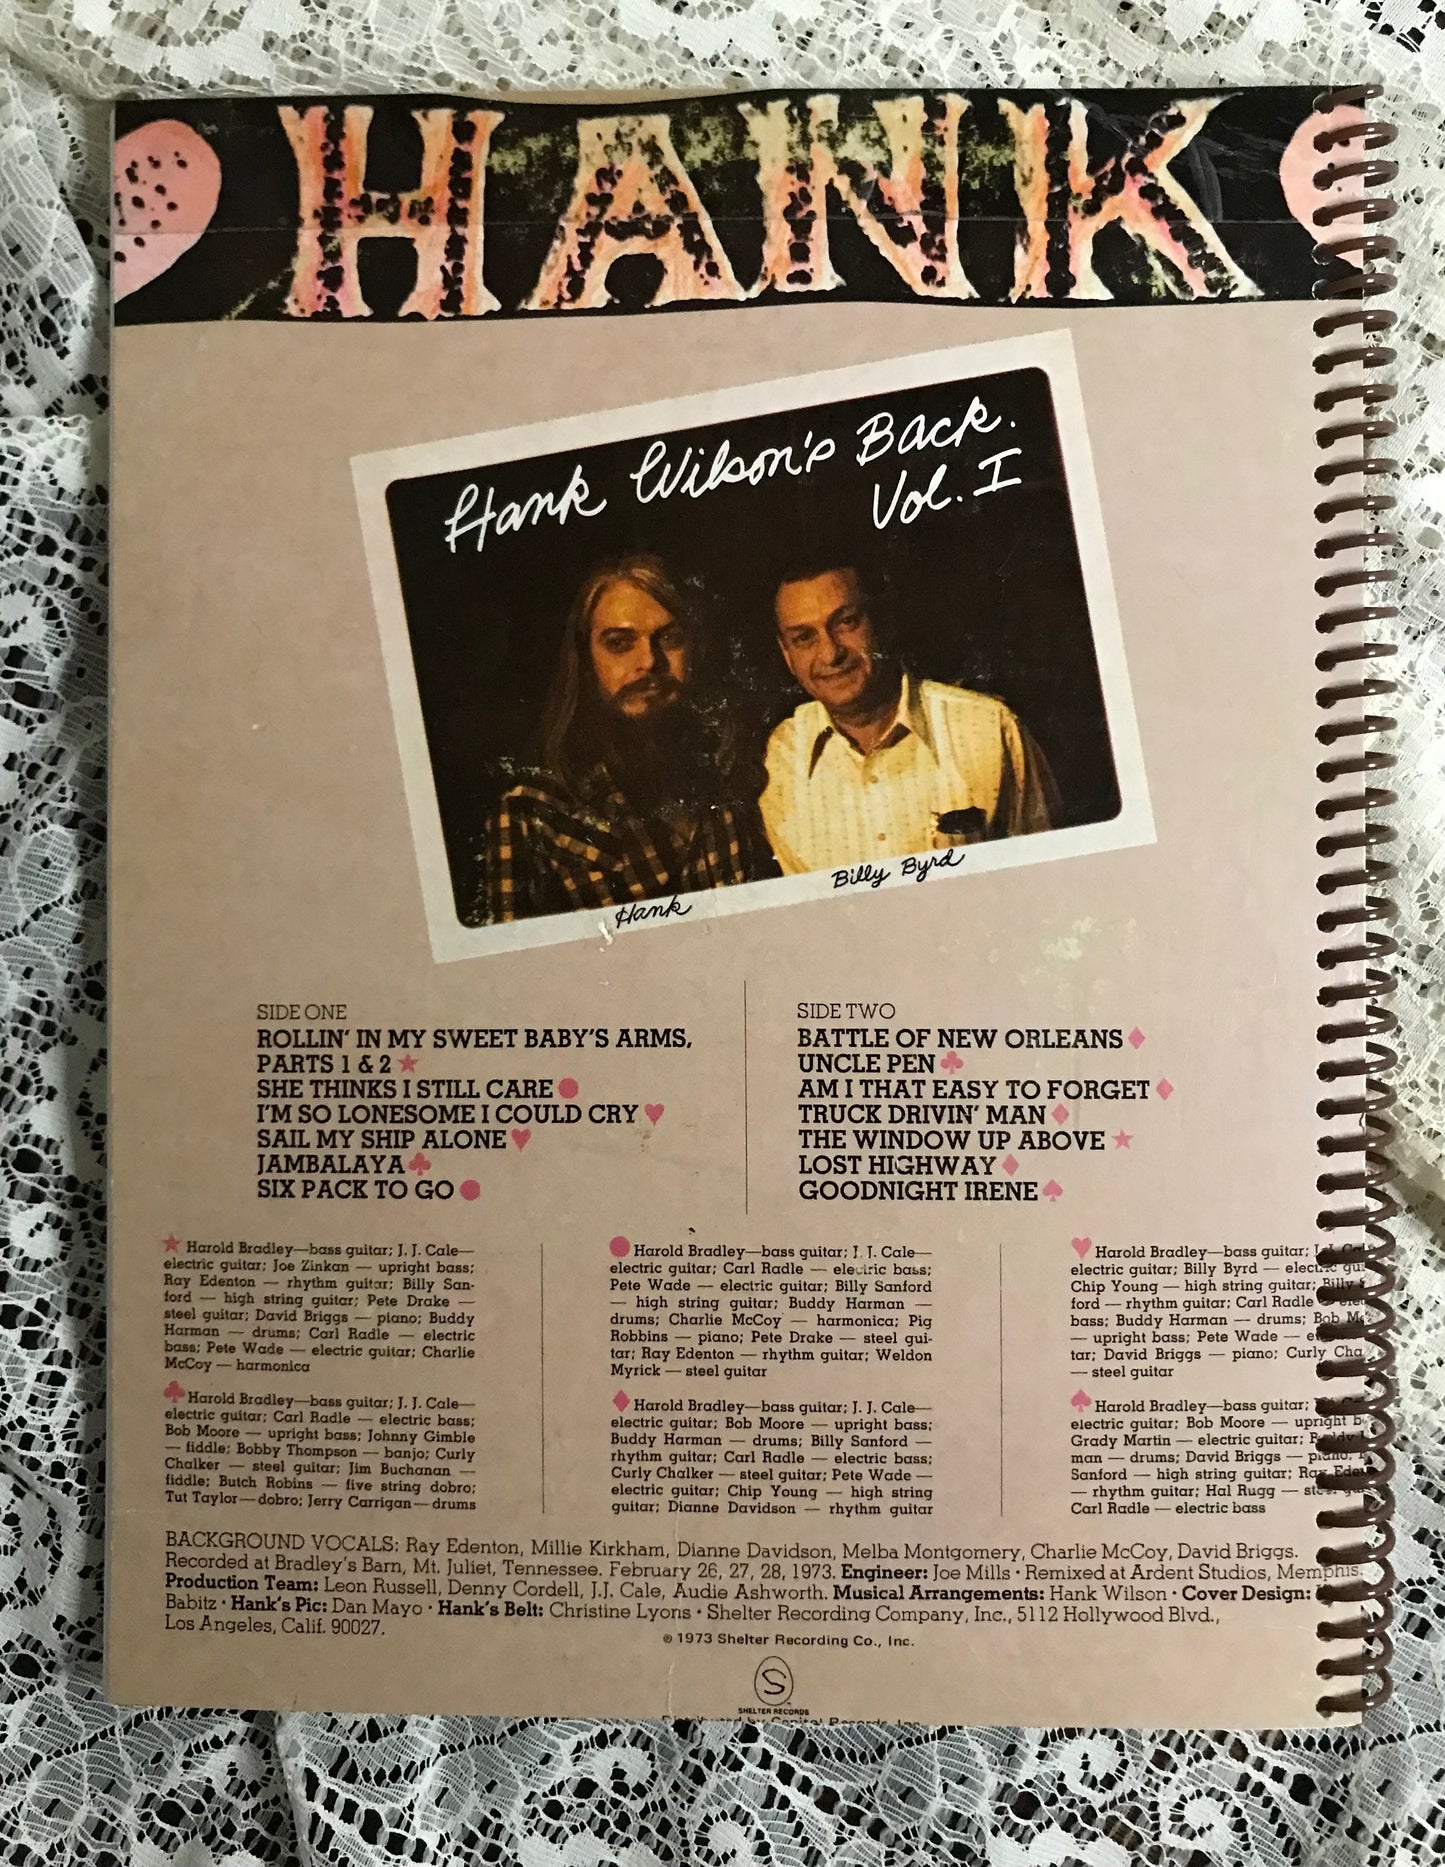 HANK
Hank Wilson's Back.
Vol. I
Billy Byrd
Hank
SIDE ONE
ROLLIN' IN MY SWEET BABY'S ARMS,
PARTS 1 & 2
SHE THINKS I STILL CARE
I'M SO LONESOME I COULD CRY
SAIL MY SHIP ALONE
JAMBALAYA
SIX PACK TO GO
SIDE TWO
BATTLE OF NEW ORLEANS
UNCLE PEN
AM I THAT EASY TO FORGET
TRUCK DRIVIN' MAN
THE WINDOW UP ABOVE
LOST HIGHWAY
GOODNIGHT IRENE
Harold Bradley—bass guitar; J. J. Cale—
electric guitar; Joe Zinkan — upright bass;
Ray Edenton — rhythm guitar; Billy San-
ford — high string guitar; Pete Drake —
steel guitar; David Briggs — piano; Buddy
Harman — drums; Carl Radle — electric
bass; Pete Wade — electric guitar; Charlie
McCoy — harmonica
Harold Bradley—bass guitar; J. J. Cale—
electric guitar; Carl Radle — electric bass;
Pete Wade — electric guitar; Billy Sanford
— high string guitar; Buddy Harman —
drums; Charlie McCoy — harmonica; Pig
Robbins — piano; Pete Drake — steel gui-
tar; Ray Edenton — rhythm guitar; Weldon
Myrick — steel guitar
Harold Bradley—bass guitar;
electric guitar; Billy Byrd — electric
Chip Young — high string guitar; Billy
ford — rhythm guitar; Carl Radle —
bass; Buddy Harman — drums; Bob
— upright bass; Pete Wade —
tar; David Briggs — piano; Curly
— steel guitar
Harold Bradley—bass guitar; J. J. Cale—
electric guitar; Carl Radle — electric bass;
Bob Moore — upright bass; Johnny Gimble
— fiddle; Bobby Thompson — banjo; Curly
Chalker — steel guitar; Jim Buchanan —
fiddle; Butch Robins — five string dobro;
Tut Taylor—dobro; Jerry Carrigan—drums
Harold Bradley—bass guitar; J. J. Cale—
electric guitar; Bob Moore — upright bass;
Buddy Harman — drums; Billy Sanford —
rhythm guitar; Carl Radle — electric bass;
Curly Chalker — steel guitar; Pete Wade —
electric guitar; Chip Young — high string
guitar; Dianne Davidson — rhythm guitar
Harold Bradley—bass guitar;
electric guitar; Bob Moore — upright
Grady Martin — electric guitar;
man — drums; David Briggs — piano;
Sanford — high string guitar; Ray
— rhythm guitar; Hal Rugg —
Carl Radle — electric bass
BACKGROUND VOCALS: Ray Edenton, Millie Kirkham, Dianne Davidson, Melba Montgomery, Charlie McCoy, David Briggs.
Recorded at Bradley's Barn, Mt. Juliet, Tennessee. February 26, 27, 28, 1973. Engineer: Joe Mills · Remixed at Ardent Studios, Memphis.
Production Team: Leon Russell, Denny Cordell, J.J. Cale, Audie Ashworth. Musical Arrangements: Hank Wilson · Cover Design:
Babitz · Hank's Pic: Dan Mayo · Hank's Belt: Christine Lyons · Shelter Recording Company, Inc., 5112 Hollywood Blvd.,
Los Angeles, Calif. 90027.
℗ 1973 Shelter Recording Co., Inc.
S
SHELTER RECORDS
Distributed by Capitol Records, Inc.